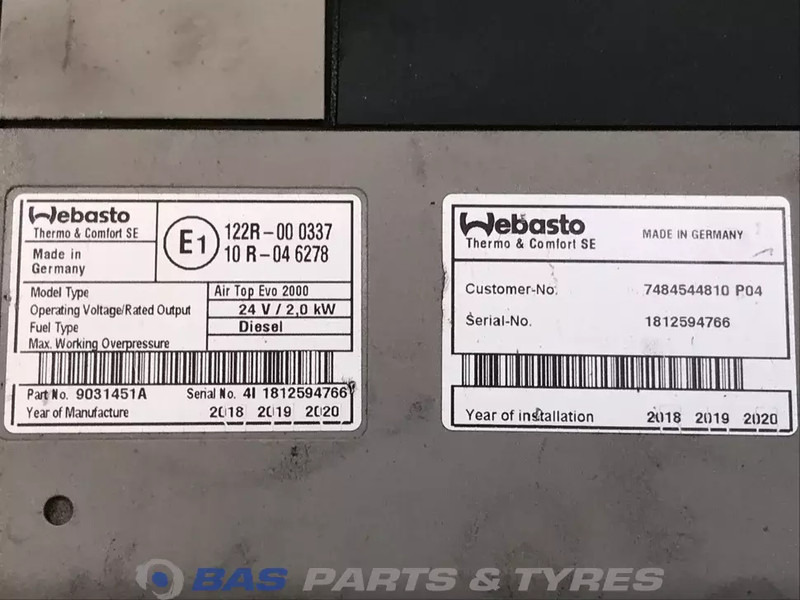 Webasto
Thermo & Comfort SE
Made in
Germany
E1
122R-00 0337
10 R-04 6278
Model Type Air Top Evo 2000
Operating Voltage/Rated Output 24 V / 2,0 kW
Fuel Type Diesel
Max. Working Overpressure
Part No. 9031451A Serial No. 4I 1812594766
Year of Manufacture 2018 2019 2020
Webasto
Thermo & Comfort SE
MADE IN GERMANY
Customer-No. 7484544810 P04
Serial-No. 1812594766
Year of installation 2018 2019 2020
BAS PARTS & TYRES